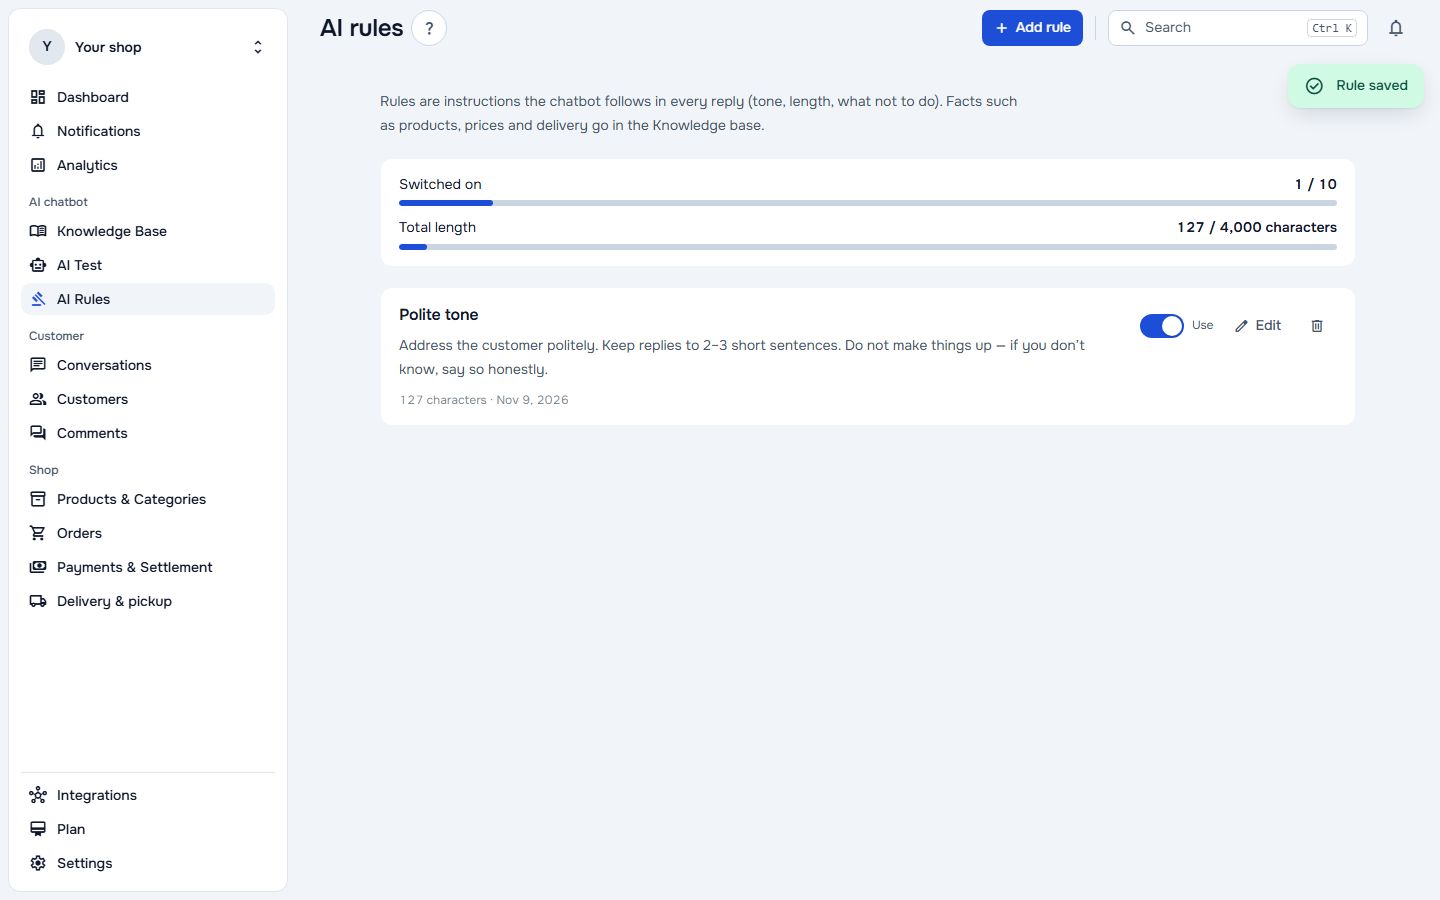 Y
Your shop
Dashboard
Notifications
Analytics
AI chatbot
Knowledge Base
AI Test
AI Rules
Customer
Conversations
Customers
Comments
Shop
Products & Categories
Orders
Payments & Settlement
Delivery & pickup
Integrations
Plan
Settings
AI rules
?
+ Add rule
Search
Ctrl K
Rule saved
Rules are instructions the chatbot follows in every reply (tone, length, what not to do). Facts such
as products, prices and delivery go in the Knowledge base.
Switched on
1 / 10
Total length
127 / 4,000 characters
Polite tone
Address the customer politely. Keep replies to 2–3 short sentences. Do not make things up — if you don’t
know, say so honestly.
127 characters · Nov 9, 2026
Use
Edit